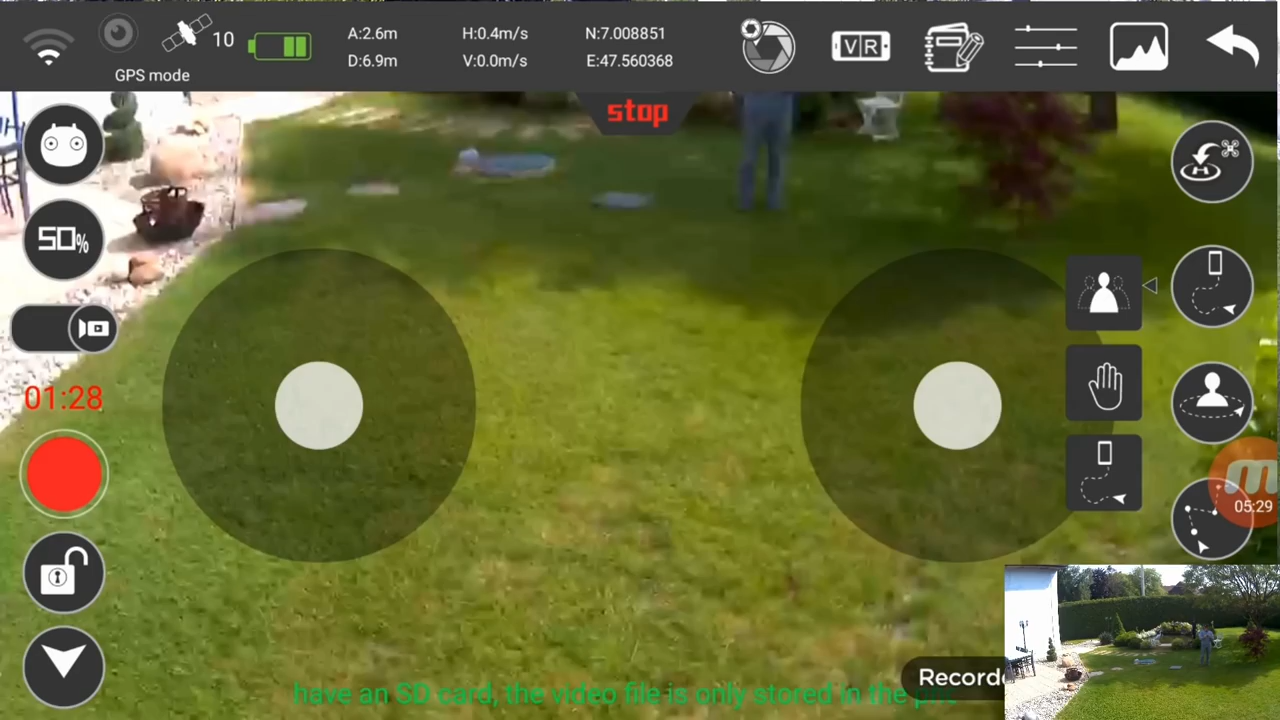 10
GPS mode
A:2.6m
D:6.9m
H:0.4m/s
V:0.0m/s
N:7.008851
E:47.560368
VR
stop
50%
01:28
H
05:29
Record
have an SD card, the video file is only stored in the